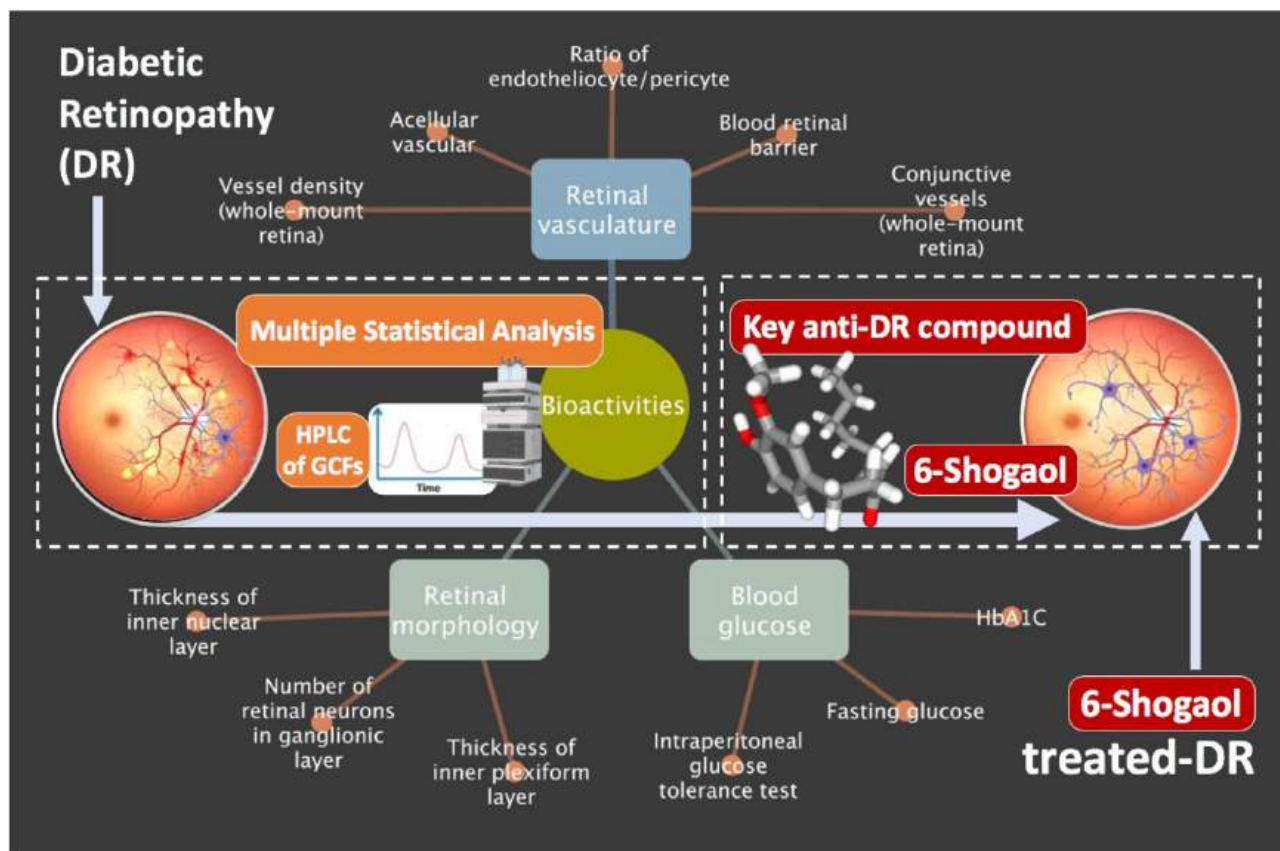 Diabetic
Retinopathy
(DR)
Ratio of
endotheliocyte/pericyte
Acellular
vascular
Blood retinal
barrier
Vessel density
(whole-mount
retina)
Retinal
vasculature
Conjunctive
vessels
(whole-mount
retina)
Multiple Statistical Analysis
Key anti-DR compound
Bioactivities
HPLC
of GCFs
Time
6-Shogaol
Thickness of
inner nuclear
layer
Retinal
morphology
Blood
glucose
HbA1C
Number of
retinal neurons
in ganglionic
layer
Thickness of
inner plexiform
layer
Intraperitoneal
glucose
tolerance test
Fasting glucose
6-Shogaol
treated-DR